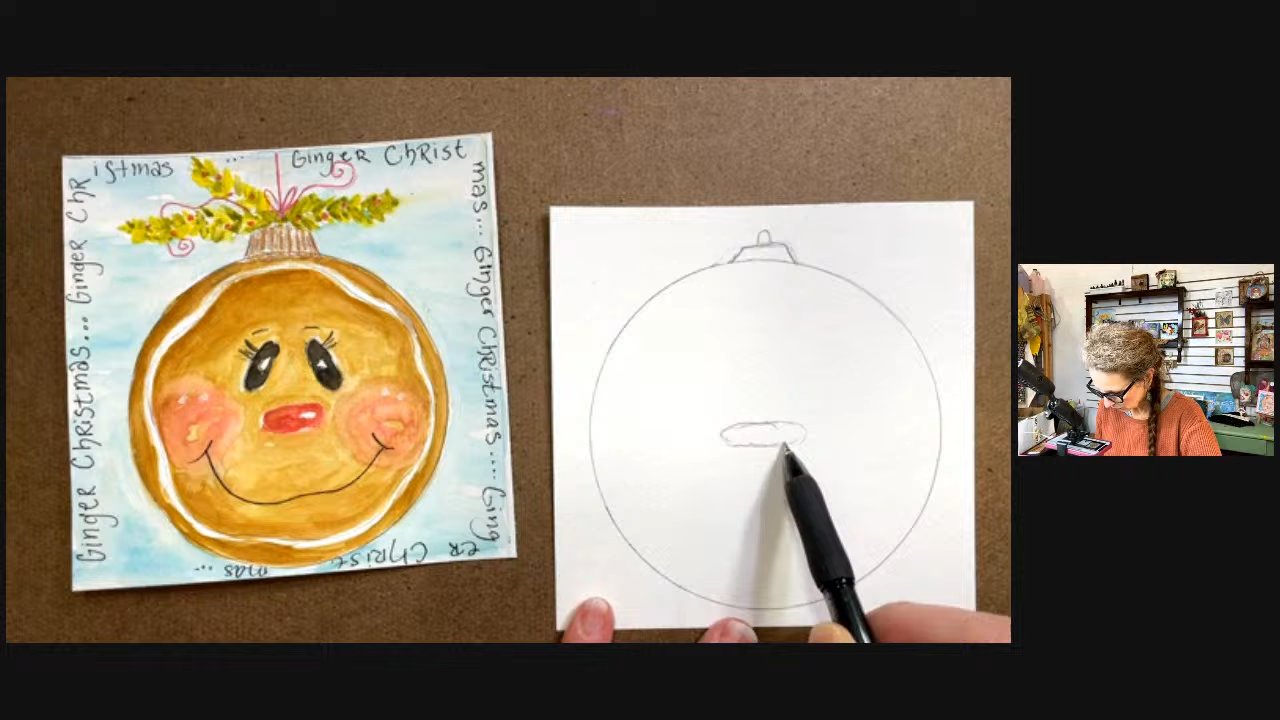 Ginger Christ
mas... Ginger Christmas.... Ging
er Christ
mas...
Ginger Christmas... Ginger Chr
istmas ...